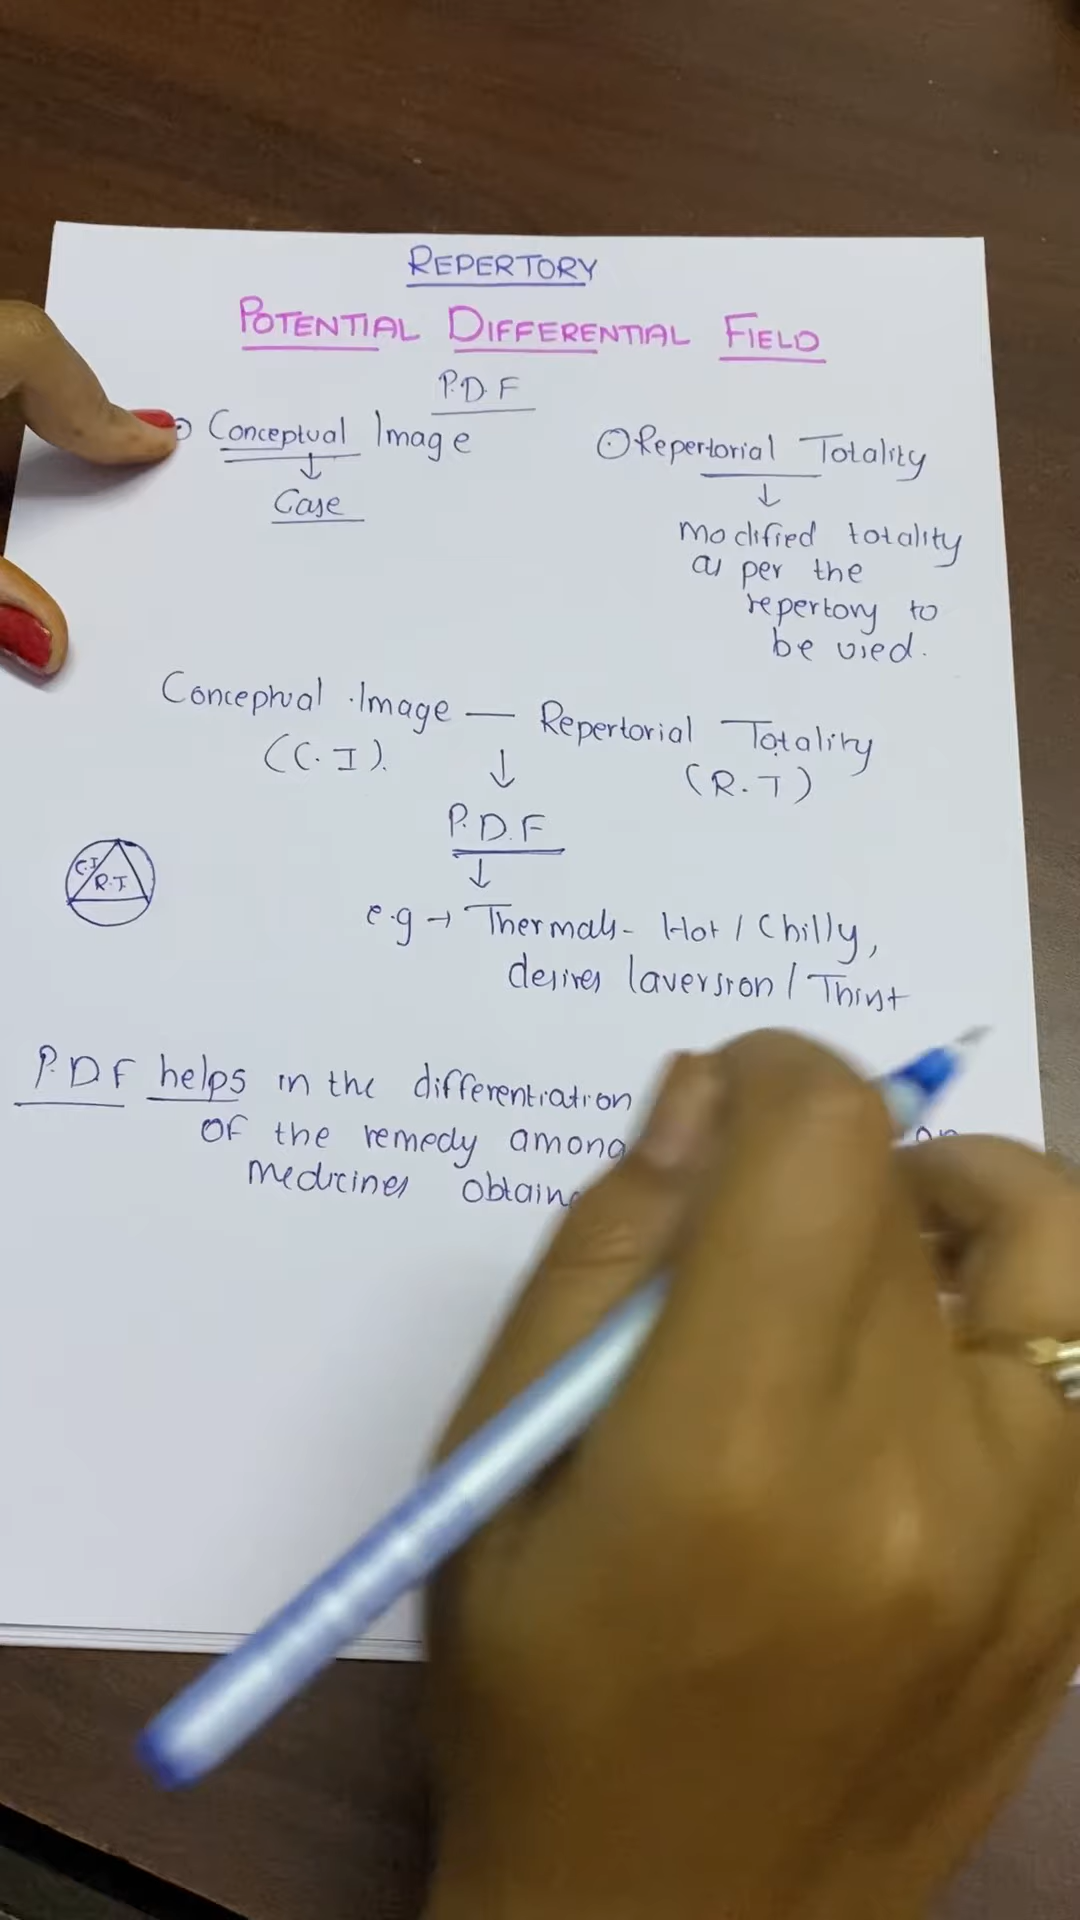 REPERTORY
POTENTIAL DIFFERENTIAL FIELD
P.D.F
⊙ Conceptual Image
↓
Case
⊙ Repertorial Totality
↓
modified totality
as per the
repertory to
be used.
Conceptual Image — Repertorial Totality
(C.I). ↓ (R.T)
P.D.F
↓
C.I
R.T.
e.g → Thermals - Hot / Chilly,
desires / aversion / Thirst
P.D.F helps in the differentiation
of the remedy among
medicines